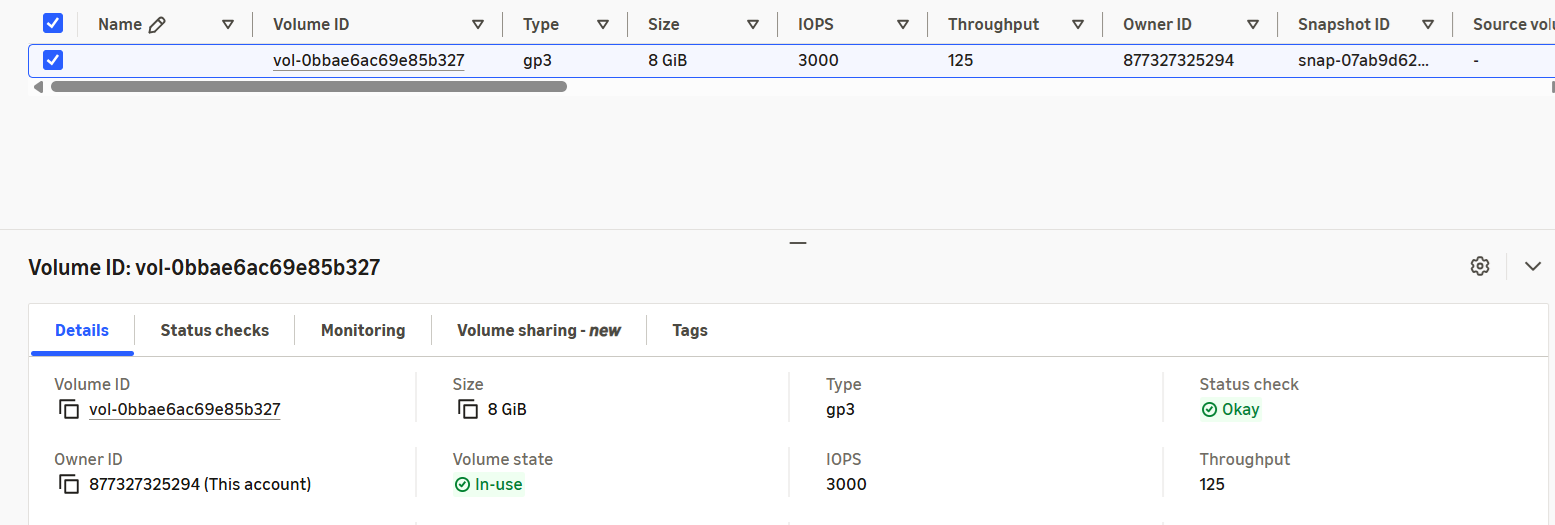 Name Volume ID Type Size IOPS Throughput Owner ID Snapshot ID Source volu
vol-0bbae6ac69e85b327 gp3 8 GiB 3000 125 877327325294 snap-07ab9d62... -
Volume ID: vol-0bbae6ac69e85b327
Details Status checks Monitoring Volume sharing - new Tags
Volume ID Size Type Status check
vol-0bbae6ac69e85b327 8 GiB gp3 Okay
Owner ID Volume state IOPS Throughput
877327325294 (This account) In-use 3000 125